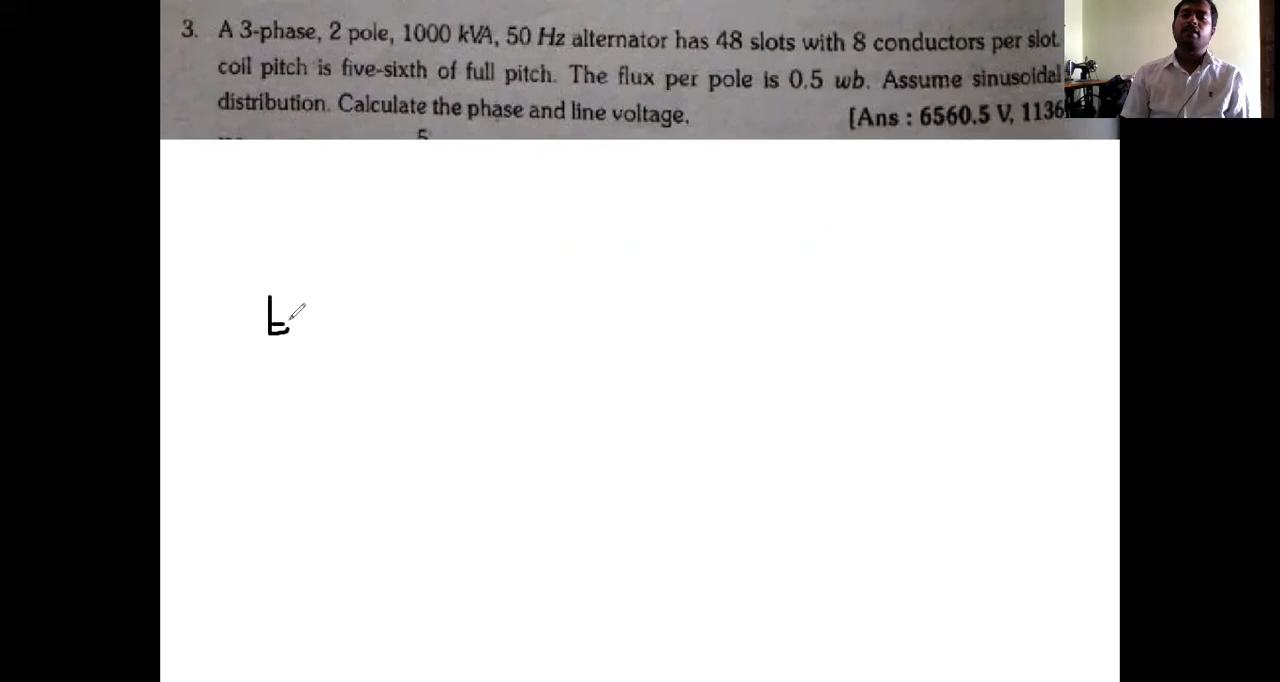 3. A 3-phase, 2 pole, 1000 kVA, 50 Hz alternator has 48 slots with 8 conductors per slot.
coil pitch is five-sixth of full pitch. The flux per pole is 0.5 wb. Assume sinusoidal
distribution. Calculate the phase and line voltage.
[Ans : 6560.5 V, 1136
5